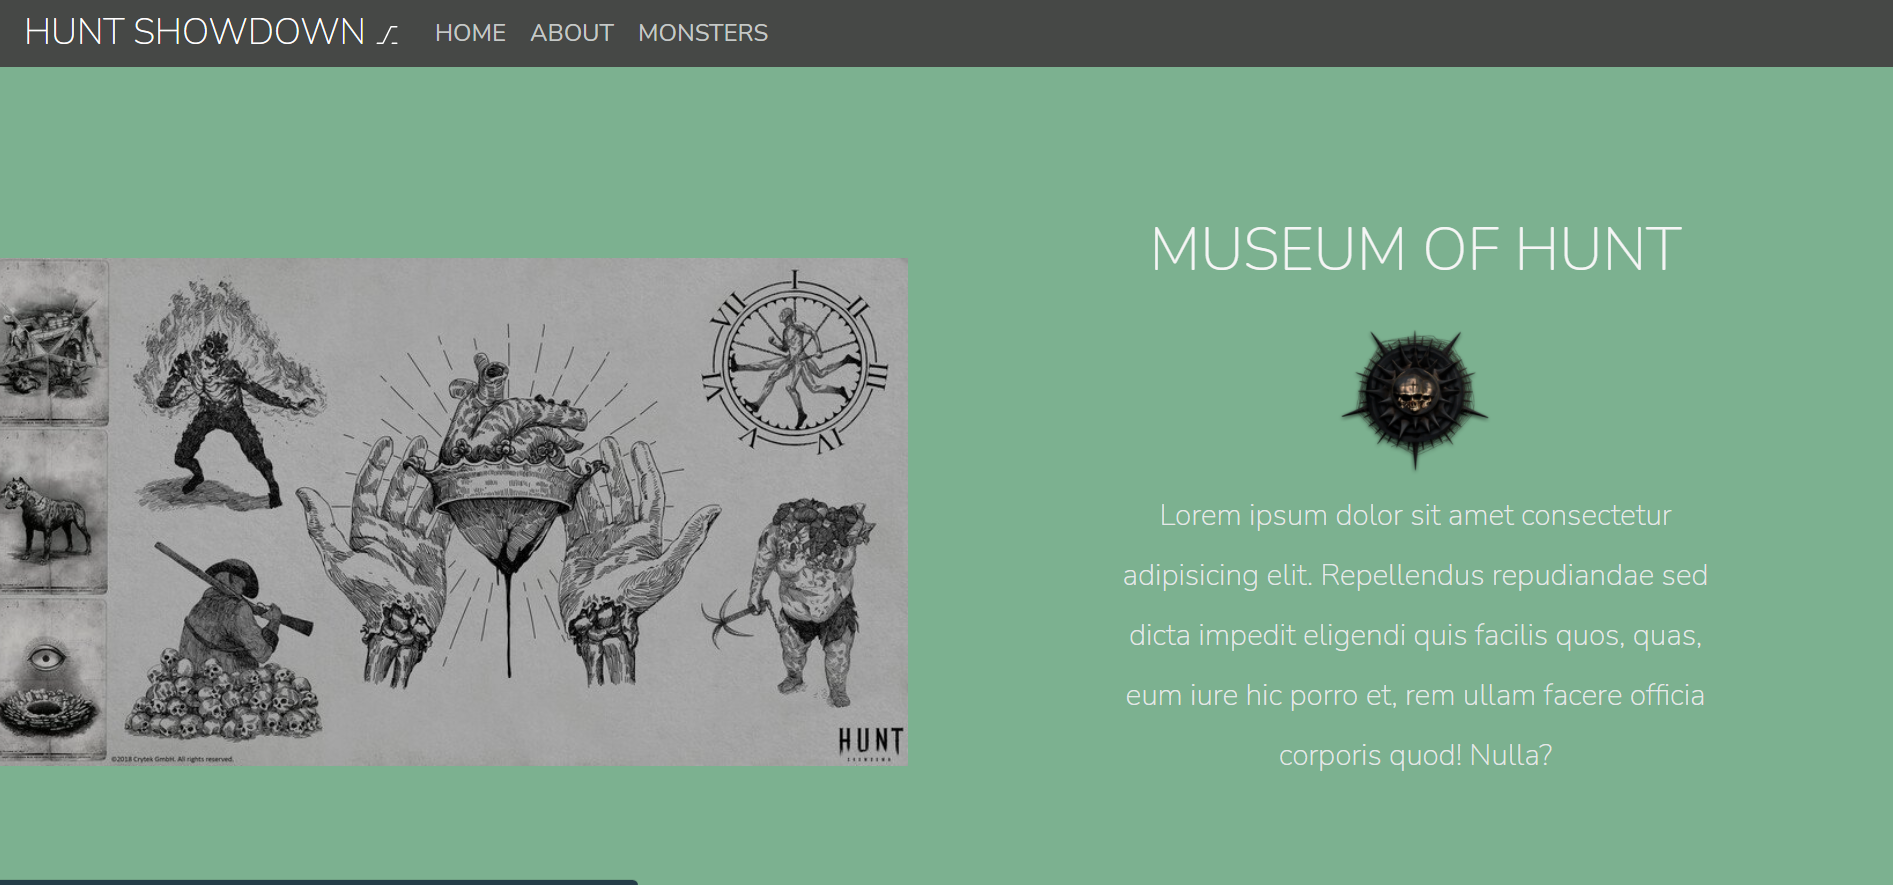 HUNT SHOWDOWN
HOME ABOUT MONSTERS
MUSEUM OF HUNT
Lorem ipsum dolor sit amet consectetur
adipisicing elit. Repellendus repudiandae sed
dicta impedit eligendi quis facilis quos, quas,
eum iure hic porro et, rem ullam facere officia
corporis quod! Nulla?
I
II
III
IV
V
VI
VII
HUNT
SHOWDOWN
©2018 Crytek GmbH. All rights reserved.